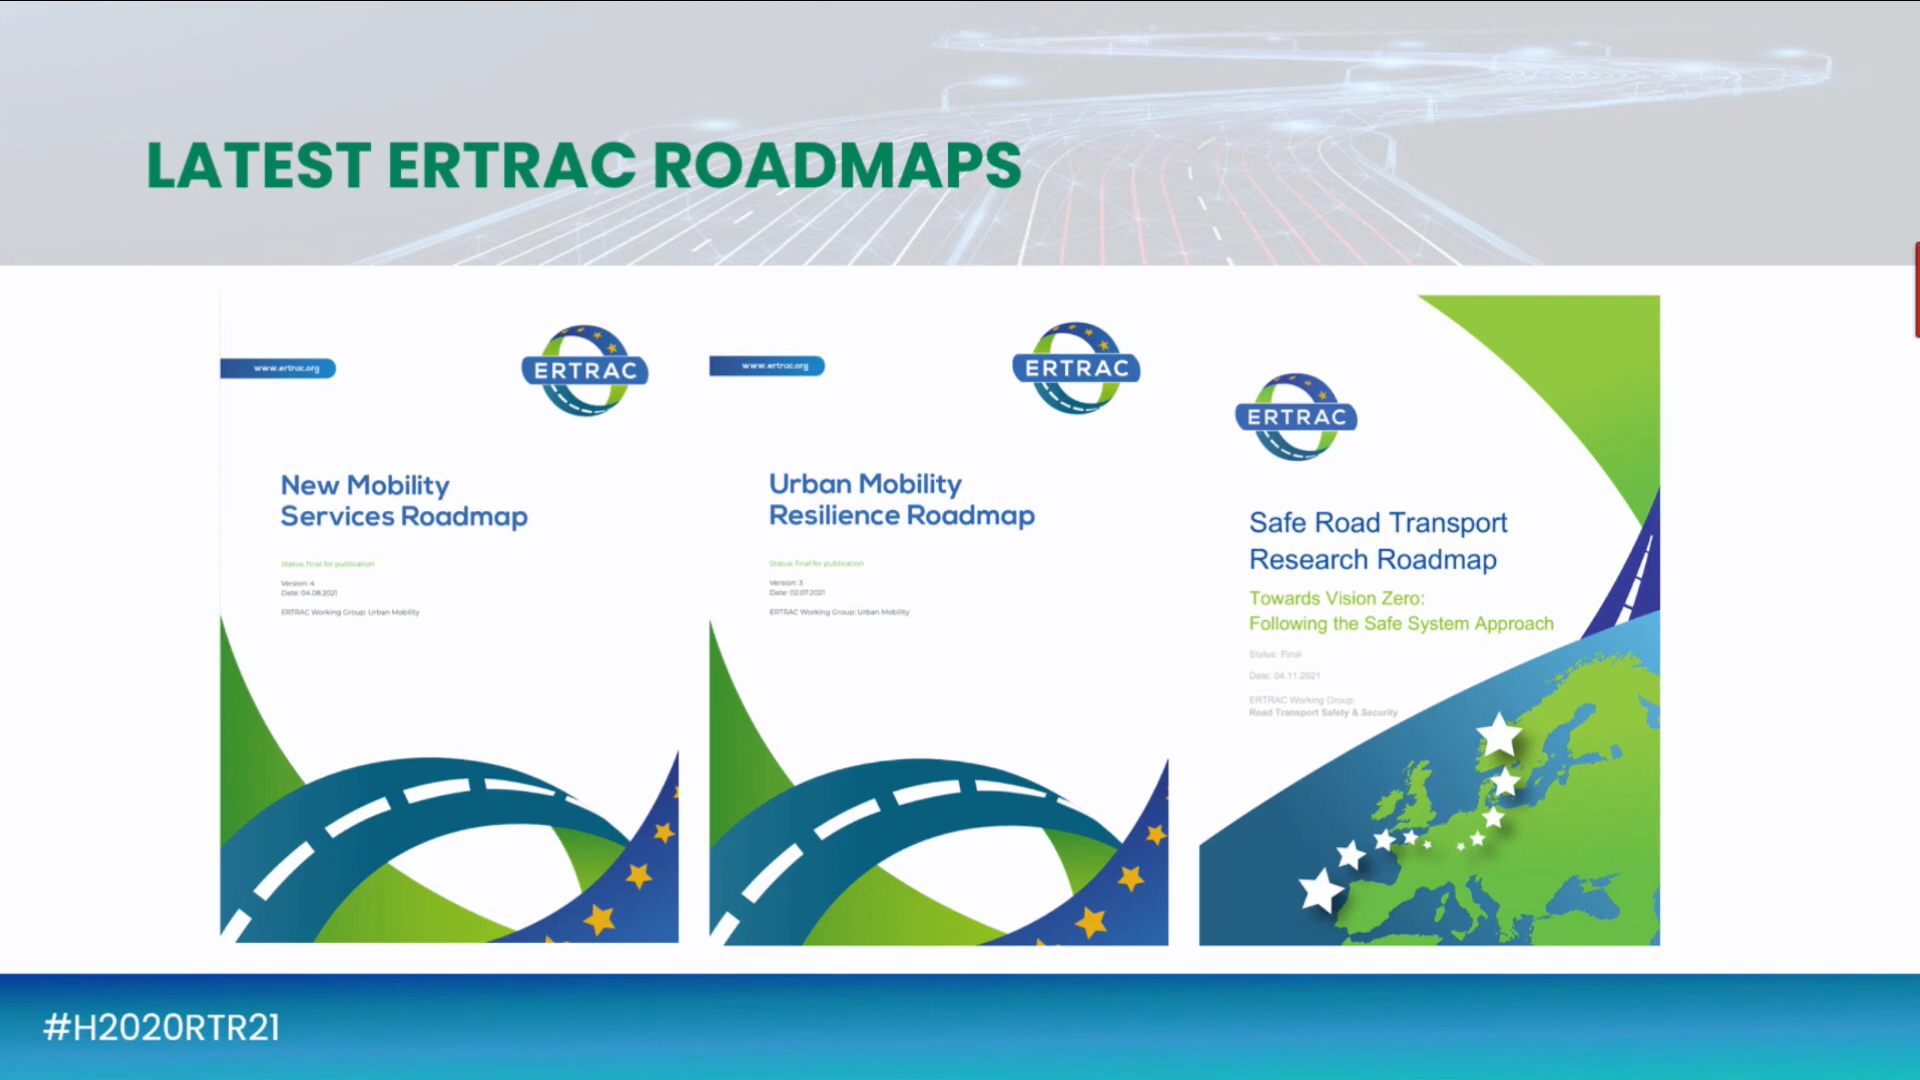 LATEST ERTRAC ROADMAPS
www.ertrac.org
ERTRAC
New Mobility
Services Roadmap
Status: final for publication
Version: 4
Date: 04.08.2021
ERTRAC Working Group: Urban Mobility
www.ertrac.org
ERTRAC
Urban Mobility
Resilience Roadmap
Status: final for publication
Version: 3
Date: 02.07.2021
ERTRAC Working Group: Urban Mobility
ERTRAC
Safe Road Transport
Research Roadmap
Towards Vision Zero:
Following the Safe System Approach
Status: Final
Date: 04.11.2021
ERTRAC Working Group:
Road Transport Safety & Security
#H2020RTR21